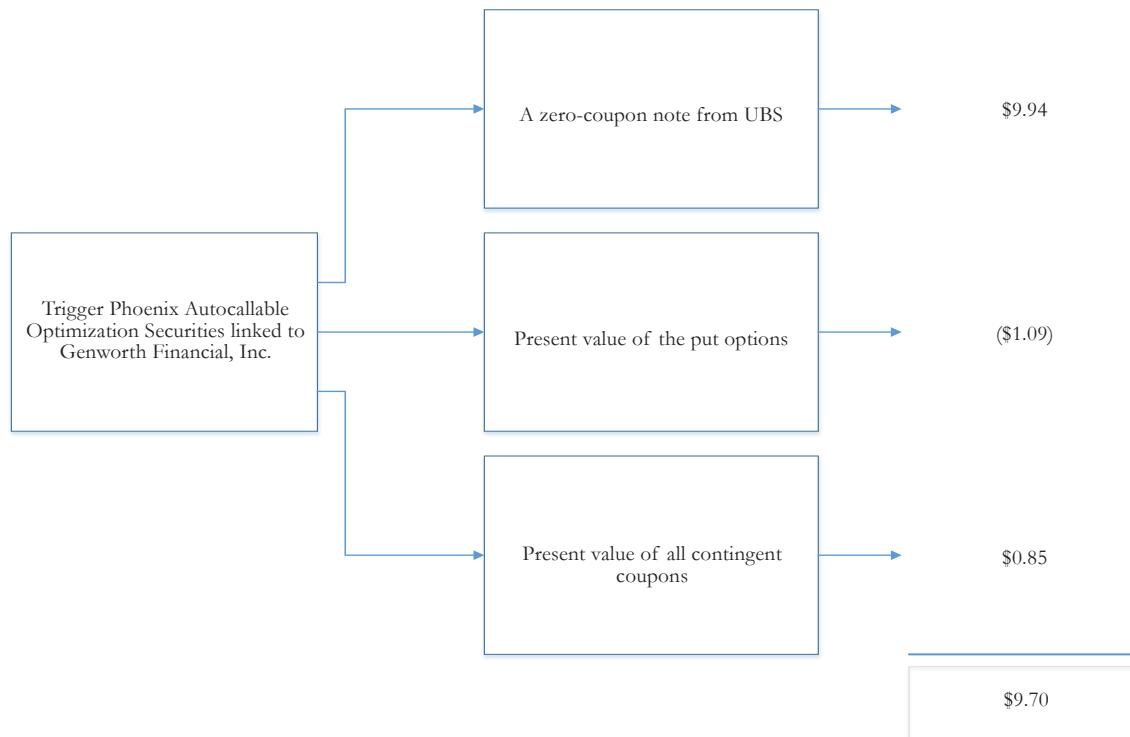 A zero-coupon note from UBS
$9.94
Trigger Phoenix Autocallable
Optimization Securities linked to
Genworth Financial, Inc.
Present value of the put options
($1.09)
Present value of all contingent
coupons
$0.85
$9.70